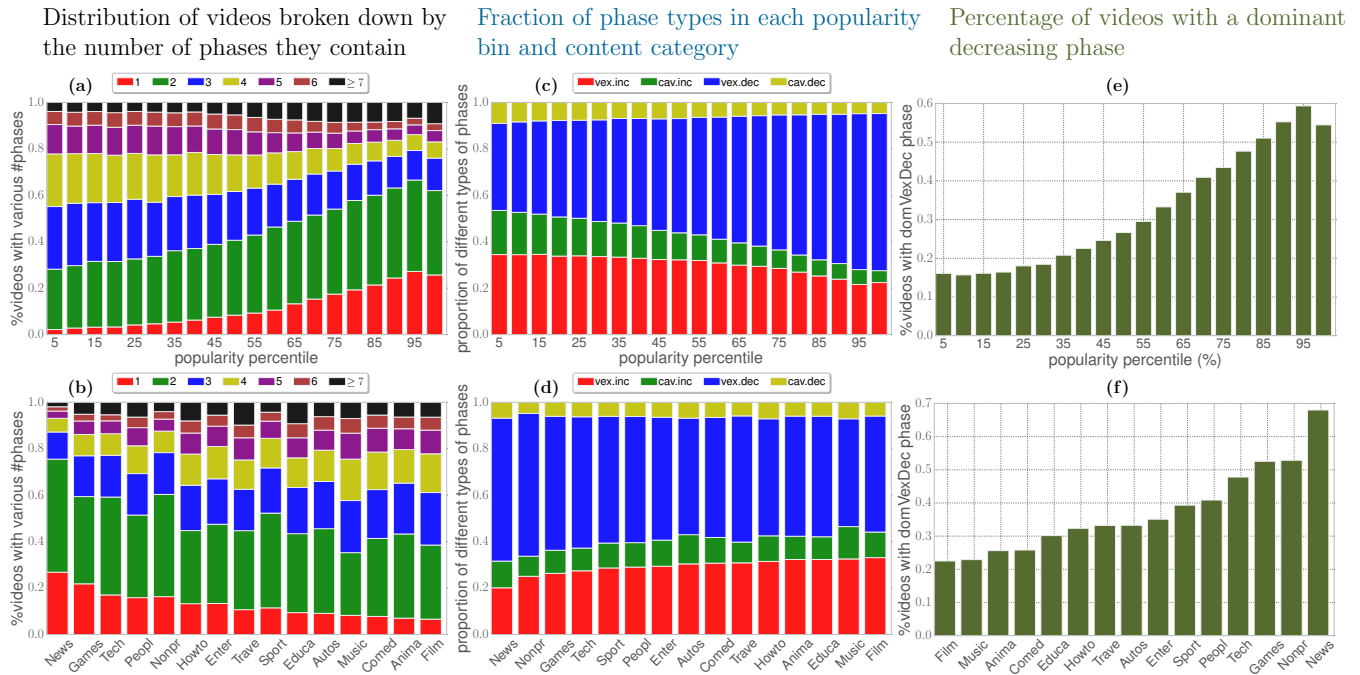 Distribution of videos broken down by
the number of phases they contain
Fraction of phase types in each popularity
bin and content category
Percentage of videos with a dominant
decreasing phase
(a)
1 2 3 4 5 6 ≥ 7
%videos with various #phases
1.0
0.8
0.6
0.4
0.2
0.0
5 15 25 35 45 55 65 75 85 95
popularity percentile
(c)
vex.inc cav.inc vex.dec cav.dec
proportion of different types of phases
1.0
0.8
0.6
0.4
0.2
0.0
5 15 25 35 45 55 65 75 85 95
popularity percentile
(e)
%videos with domVexDec phase
0.6
0.5
0.4
0.3
0.2
0.1
0.0
5 15 25 35 45 55 65 75 85 95
popularity percentile (%)
(b)
1 2 3 4 5 6 ≥ 7
%videos with various #phases
1.0
0.8
0.6
0.4
0.2
0.0
News Games Tech Peopl Nonpr Howto Enter Trave Sport Educa Autos Music Comed Anima Film
(d)
vex.inc cav.inc vex.dec cav.dec
proportion of different types of phases
1.0
0.8
0.6
0.4
0.2
0.0
News Nonpr Games Tech Sport Peopl Enter Autos Comed Trave Howto Anima Educa Music Film
(f)
%videos with domVexDec phase
0.7
0.6
0.5
0.4
0.3
0.2
0.1
0.0
Film Music Anima Comed Educa Howto Trave Autos Enter Sport Peopl Tech Games Nonpr News